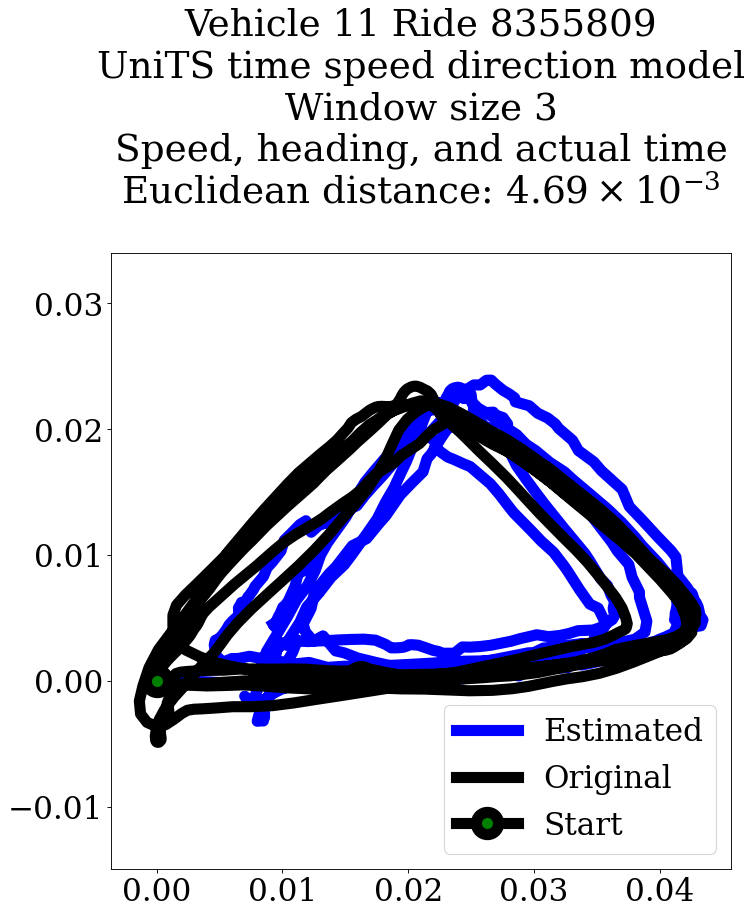 Vehicle 11 Ride 8355809
UniTS time speed direction model
Window size 3
Speed, heading, and actual time
Euclidean distance: 4.69 × 10⁻³
0.03
0.02
0.01
0.00
−0.01
Estimated
Original
Start
0.00 0.01 0.02 0.03 0.04